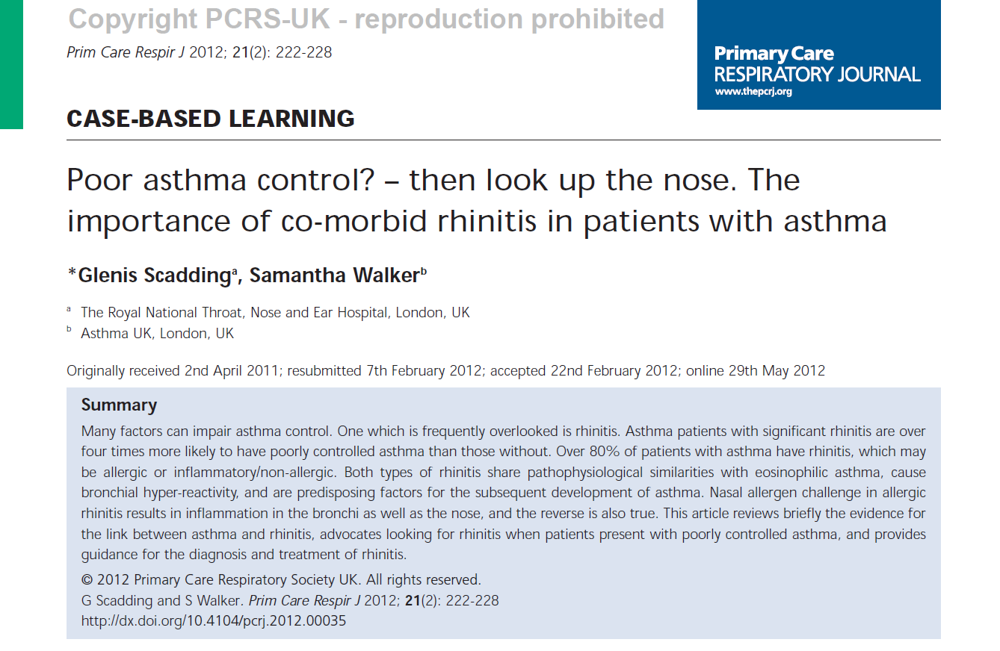 Copyright PCRS-UK - reproduction prohibited
Prim Care Respir J 2012; 21(2): 222-228
Primary Care
RESPIRATORY JOURNAL
www.thepcrj.org
CASE-BASED LEARNING
Poor asthma control? – then look up the nose. The
importance of co-morbid rhinitis in patients with asthma
*Glenis Scaddingᵃ, Samantha Walkerᵇ
ᵃ The Royal National Throat, Nose and Ear Hospital, London, UK
ᵇ Asthma UK, London, UK
Originally received 2nd April 2011; resubmitted 7th February 2012; accepted 22nd February 2012; online 29th May 2012
Summary
Many factors can impair asthma control. One which is frequently overlooked is rhinitis. Asthma patients with significant rhinitis are over
four times more likely to have poorly controlled asthma than those without. Over 80% of patients with asthma have rhinitis, which may
be allergic or inflammatory/non-allergic. Both types of rhinitis share pathophysiological similarities with eosinophilic asthma, cause
bronchial hyper-reactivity, and are predisposing factors for the subsequent development of asthma. Nasal allergen challenge in allergic
rhinitis results in inflammation in the bronchi as well as the nose, and the reverse is also true. This article reviews briefly the evidence for
the link between asthma and rhinitis, advocates looking for rhinitis when patients present with poorly controlled asthma, and provides
guidance for the diagnosis and treatment of rhinitis.
© 2012 Primary Care Respiratory Society UK. All rights reserved.
G Scadding and S Walker. Prim Care Respir J 2012; 21(2): 222-228
http://dx.doi.org/10.4104/pcrj.2012.00035